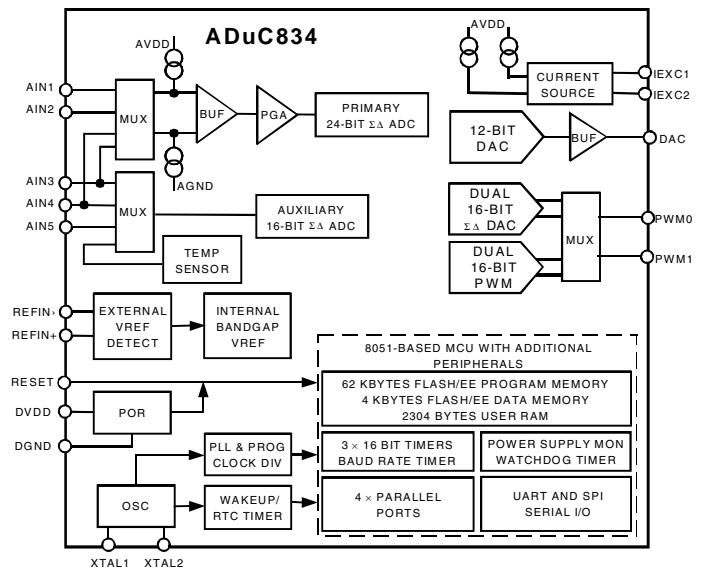 ADuC834
AVDD
AIN1
AIN2
MUX
BUF
PGA
PRIMARY
24-BIT ΣΔ ADC
AGND
AIN3
AIN4
AIN5
MUX
AUXILIARY
16-BIT ΣΔ ADC
TEMP
SENSOR
AVDD
CURRENT
SOURCE
IEXC1
IEXC2
12-BIT
DAC
BUF
DAC
DUAL
16-BIT
ΣΔ DAC
DUAL
16-BIT
PWM
MUX
PWM0
PWM1
REFIN-
REFIN+
EXTERNAL
VREF
DETECT
INTERNAL
BANDGAP
VREF
RESET
DVDD
DGND
POR
8051-BASED MCU WITH ADDITIONAL
PERIPHERALS
62 KBYTES FLASH/EE PROGRAM MEMORY
4 KBYTES FLASH/EE DATA MEMORY
2304 BYTES USER RAM
PLL & PROG
CLOCK DIV
3 × 16 BIT TIMERS
BAUD RATE TIMER
POWER SUPPLY MON
WATCHDOG TIMER
OSC
WAKEUP/
RTC TIMER
4 × PARALLEL
PORTS
UART AND SPI
SERIAL I/O
XTAL1
XTAL2